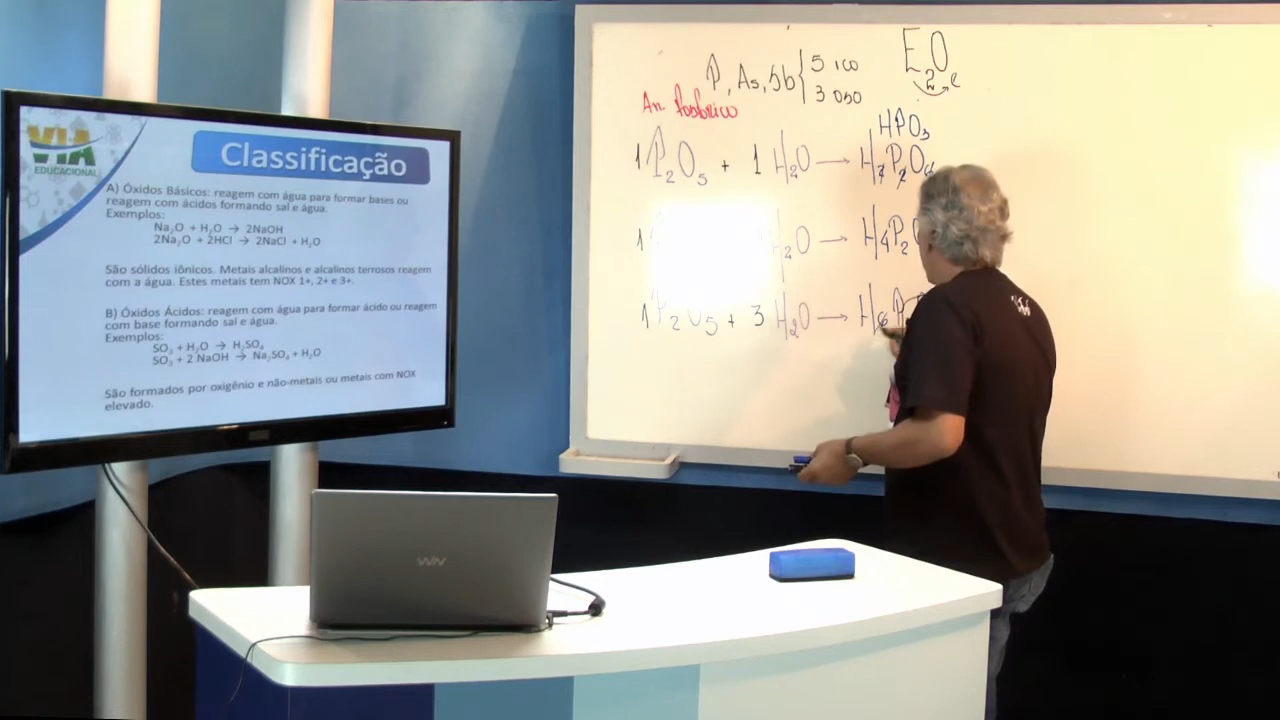 VIA
EDUCACIONAL
Classificação
A) Óxidos Básicos: reagem com água para formar bases ou
reagem com ácidos formando sal e água.
Exemplos:
Na₂O + H₂O → 2NaOH
2Na₂O + 2HCl → 2NaCl + H₂O
São sólidos iônicos. Metais alcalinos e alcalinos terrosos reagem
com a água. Estes metais tem NOX 1+, 2+ e 3+.
B) Óxidos Ácidos: reagem com água para formar ácido ou reagem
com base formando sal e água.
Exemplos:
SO₃ + H₂O → H₂SO₄
SO₃ + 2 NaOH → Na₂SO₄ + H₂O
São formados por oxigênio e não-metais ou metais com NOX
elevado.
P, As, Sb { 5 ico
3 oso
E₂O
An. fosforico
HPO₃
1 P₂O₅ + 1 H₂O → H₂P₂O₆
1 H₂O → H₄P₂O
1 P₂O₅ + 3 H₂O → H₆P